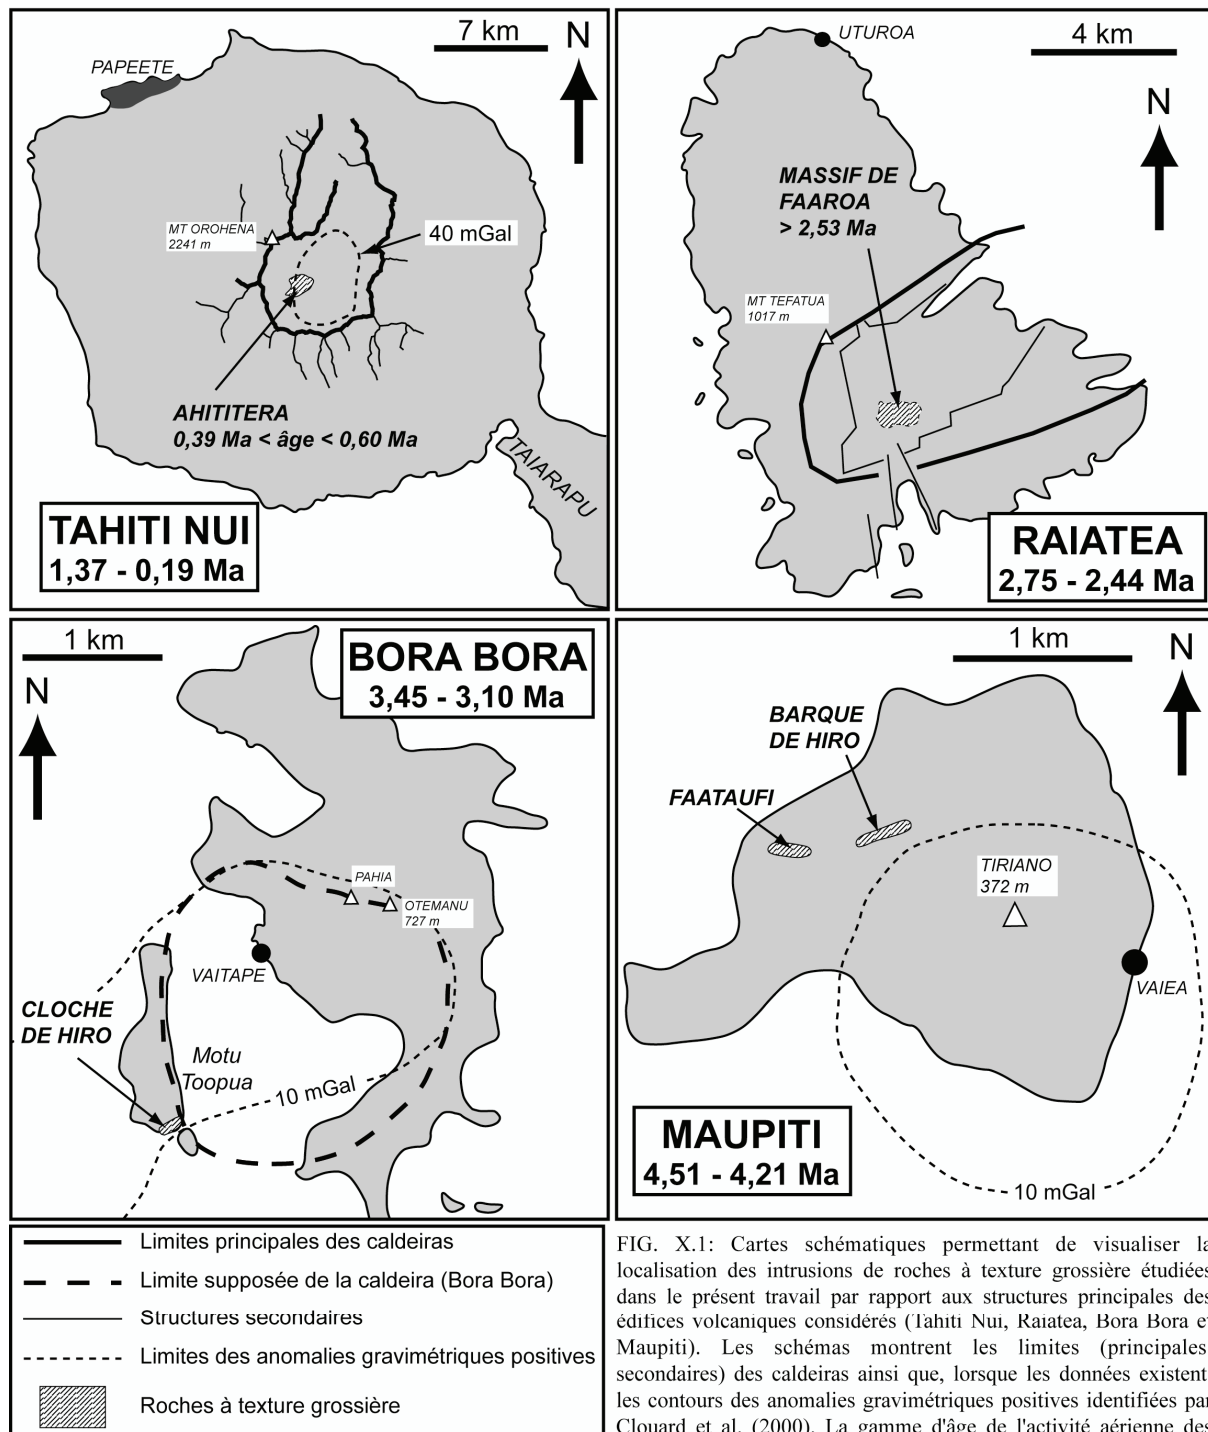 7 km
N
PAPEETE
MT OROHENA
2241 m
40 mGal
AHITITERA
0,39 Ma < âge < 0,60 Ma
TAIARAPU
TAHITI NUI
1,37 - 0,19 Ma
UTUROA
4 km
N
MASSIF DE
FAAROA
> 2,53 Ma
MT TEFATUA
1017 m
RAIATEA
2,75 - 2,44 Ma
1 km
N
BORA BORA
3,45 - 3,10 Ma
PAHIA
OTEMANU
727 m
VAITAPE
CLOCHE
DE HIRO
Motu
Toopua
10 mGal
1 km
N
BARQUE
DE HIRO
FAATAUFI
TIRIANO
372 m
VAIEA
MAUPITI
4,51 - 4,21 Ma
10 mGal
Limites principales des caldeiras
Limite supposée de la caldeira (Bora Bora)
Structures secondaires
Limites des anomalies gravimétriques positives
Roches à texture grossière
FIG. X.1: Cartes schématiques permettant de visualiser la
localisation des intrusions de roches à texture grossière étudiées
dans le présent travail par rapport aux structures principales des
édifices volcaniques considérés (Tahiti Nui, Raiatea, Bora Bora et
Maupiti). Les schémas montrent les limites (principales,
secondaires) des caldeiras ainsi que, lorsque les données existent,
les contours des anomalies gravimétriques positives identifiées par
Clouard et al. (2000). La gamme d'âge de l'activité aérienne des